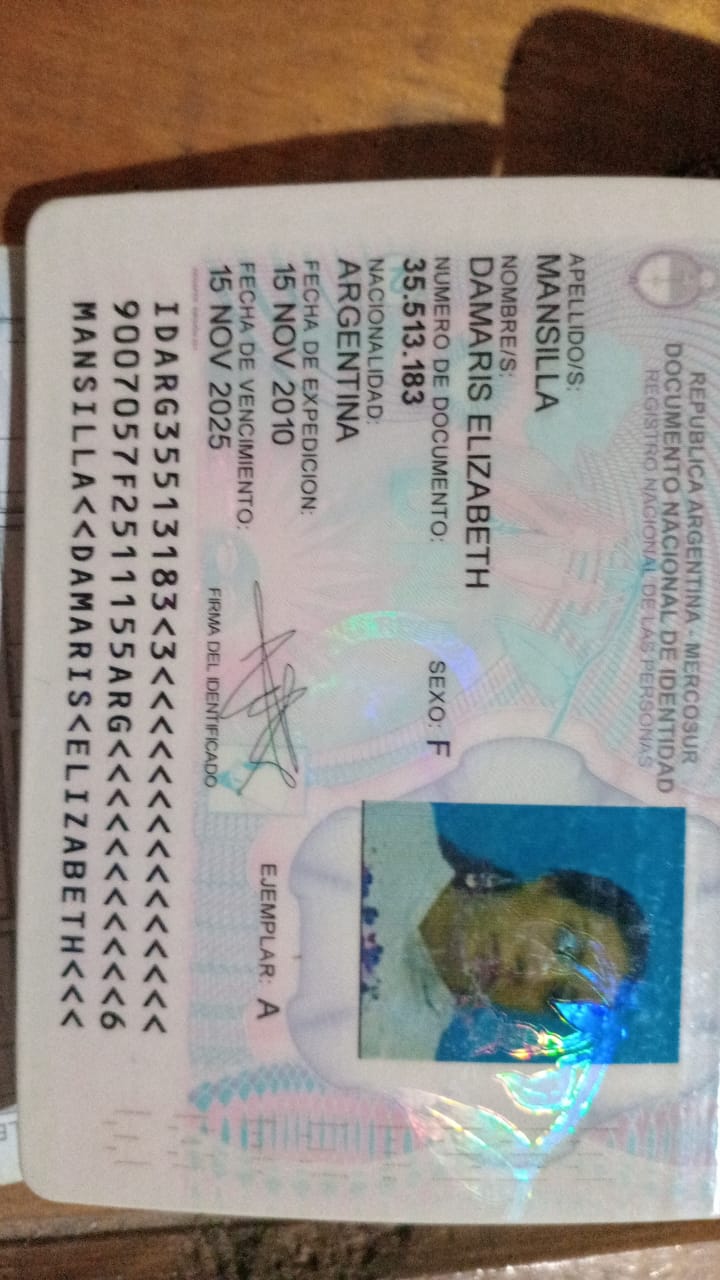 REPUBLICA ARGENTINA - MERCOSUR
DOCUMENTO NACIONAL DE IDENTIDAD
REGISTRO NACIONAL DE LAS PERSONAS
APELLIDO/S:
MANSILLA
NOMBRE/S:
DAMARIS ELIZABETH
NUMERO DE DOCUMENTO:
35.513.183
SEXO: F
NACIONALIDAD:
ARGENTINA
FECHA DE EXPEDICION:
15 NOV 2010
FECHA DE VENCIMIENTO:
15 NOV 2025
FIRMA DEL IDENTIFICADO
EJEMPLAR: A
IDARG35513183<3<<<<<<<<<<<<<<<
9007057F2511155ARG<<<<<<<<<<<6
MANSILLA<<DAMARIS<ELIZABETH<<<